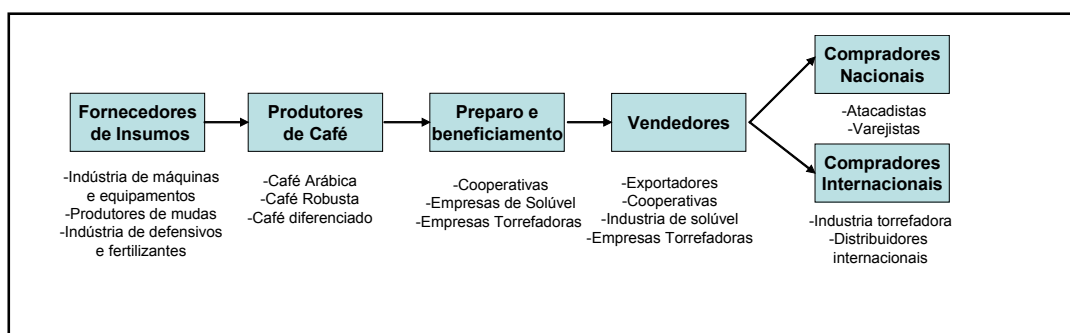 Fornecedores
de Insumos
-Indústria de máquinas
e equipamentos
-Produtores de mudas
-Indústria de defensivos
e fertilizantes
Produtores
de Café
-Café Arábica
-Café Robusta
-Café diferenciado
Preparo e
beneficiamento
-Cooperativas
-Empresas de Solúvel
-Empresas Torrefadoras
Vendedores
-Exportadores
-Cooperativas
-Industria de solúvel
-Empresas Torrefadoras
Compradores
Nacionais
-Atacadistas
-Varejistas
Compradores
Internacionais
-Industria torrefadora
-Distribuidores
internacionais